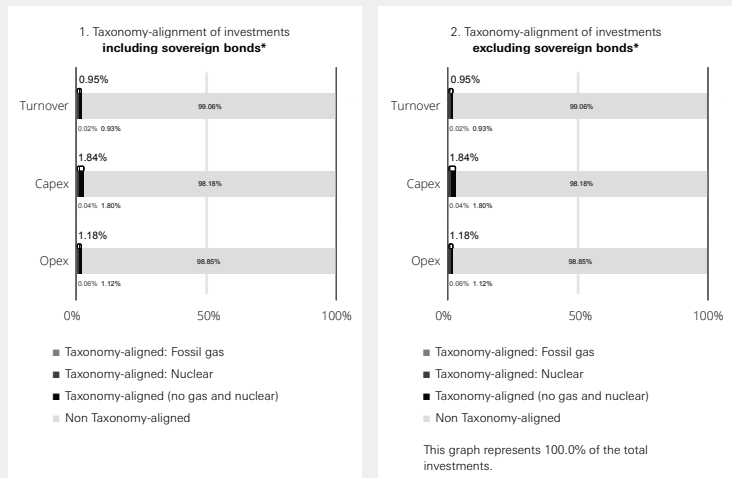 1. Taxonomy-alignment of investments
including sovereign bonds*
0.95%
Turnover
99.06%
0.02% 0.93%
1.84%
Capex
98.18%
0.04% 1.80%
1.18%
Opex
98.85%
0.06% 1.12%
0%
50%
100%
Taxonomy-aligned: Fossil gas
Taxonomy-aligned: Nuclear
Taxonomy-aligned (no gas and nuclear)
Non Taxonomy-aligned
2. Taxonomy-alignment of investments
excluding sovereign bonds*
0.95%
Turnover
99.06%
0.02% 0.93%
1.84%
Capex
98.18%
0.04% 1.80%
1.18%
Opex
98.85%
0.06% 1.12%
0%
50%
100%
Taxonomy-aligned: Fossil gas
Taxonomy-aligned: Nuclear
Taxonomy-aligned (no gas and nuclear)
Non Taxonomy-aligned
This graph represents 100.0% of the total
investments.